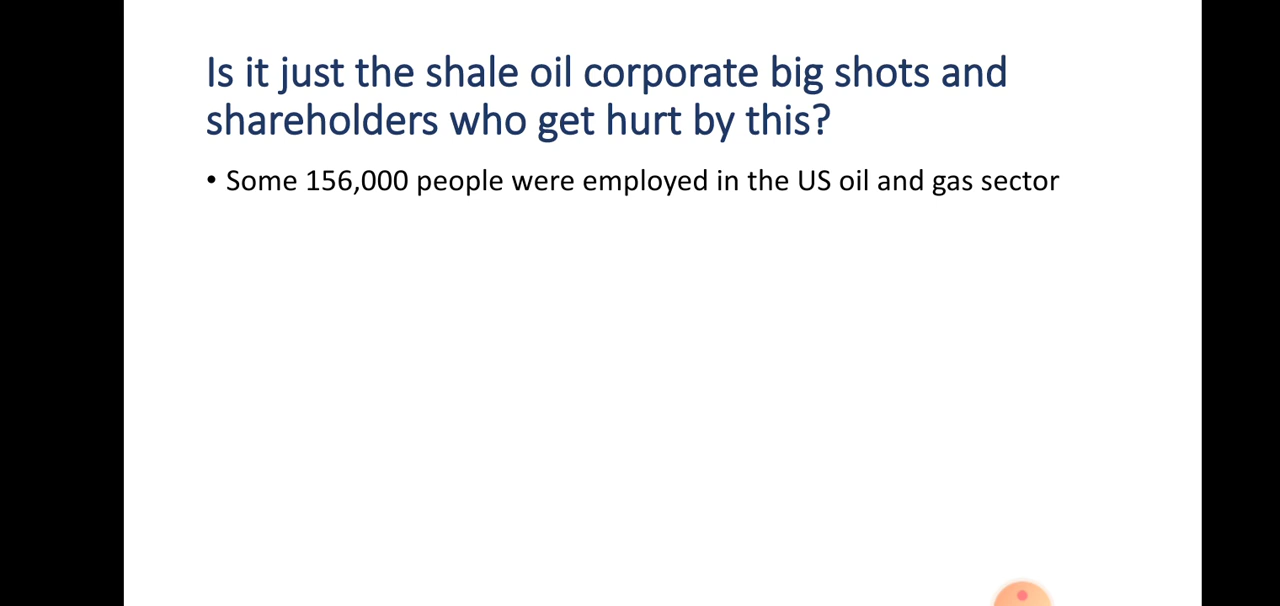 Is it just the shale oil corporate big shots and
shareholders who get hurt by this?
• Some 156,000 people were employed in the US oil and gas sector